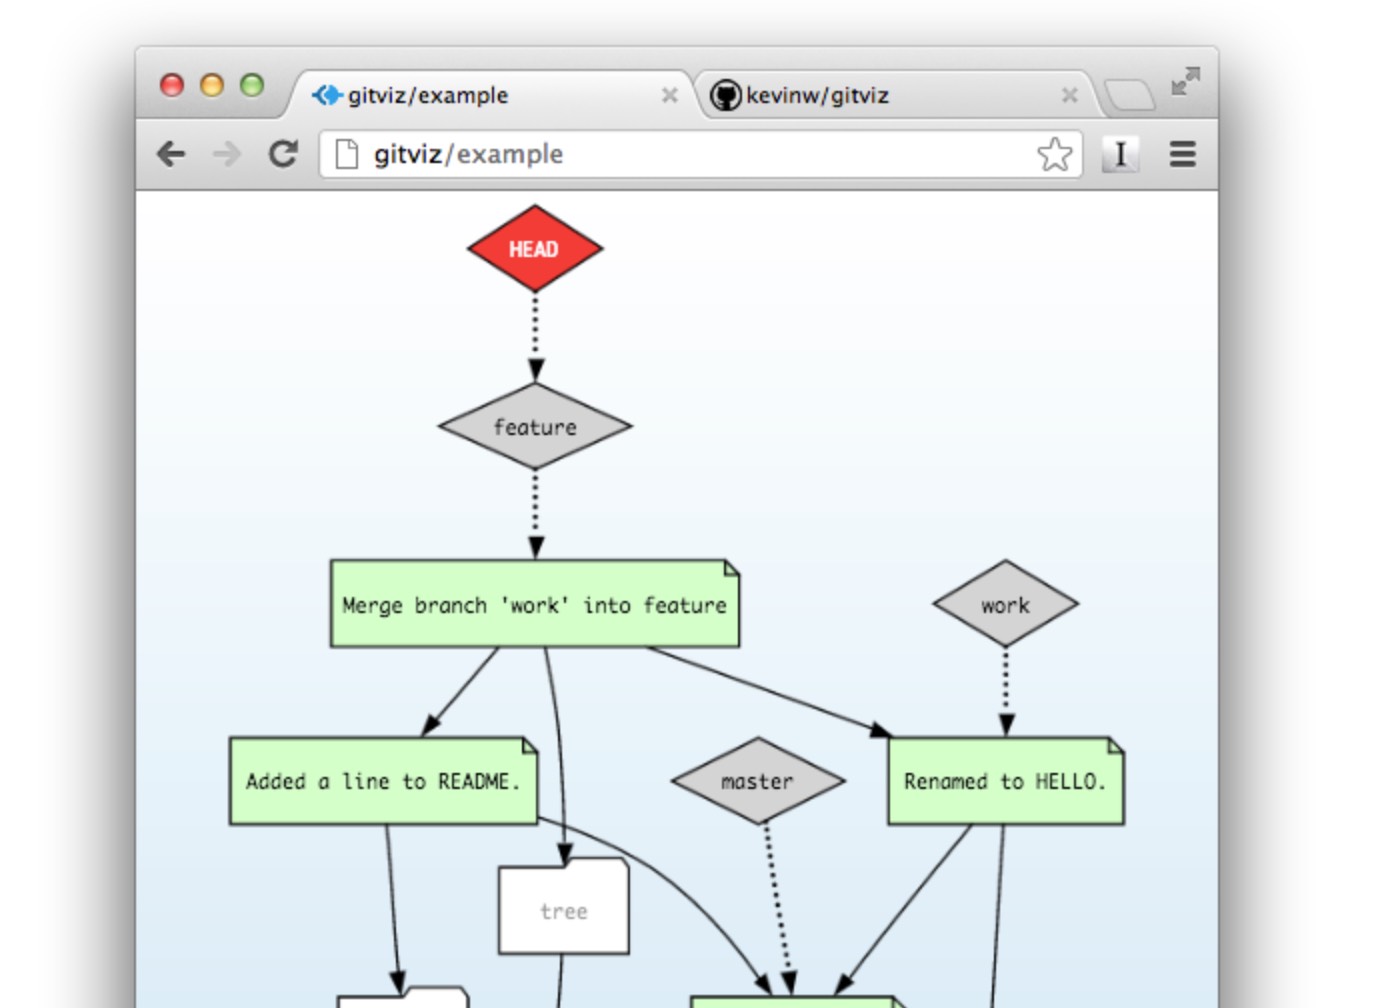 gitviz/example
kevinw/gitviz
gitviz/example
I
HEAD
feature
Merge branch 'work' into feature
work
Added a line to README.
master
Renamed to HELLO.
tree